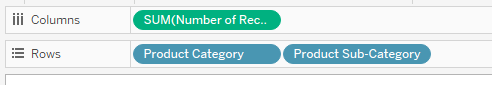 Columns SUM(Number of Rec..
Rows Product Category Product Sub-Category